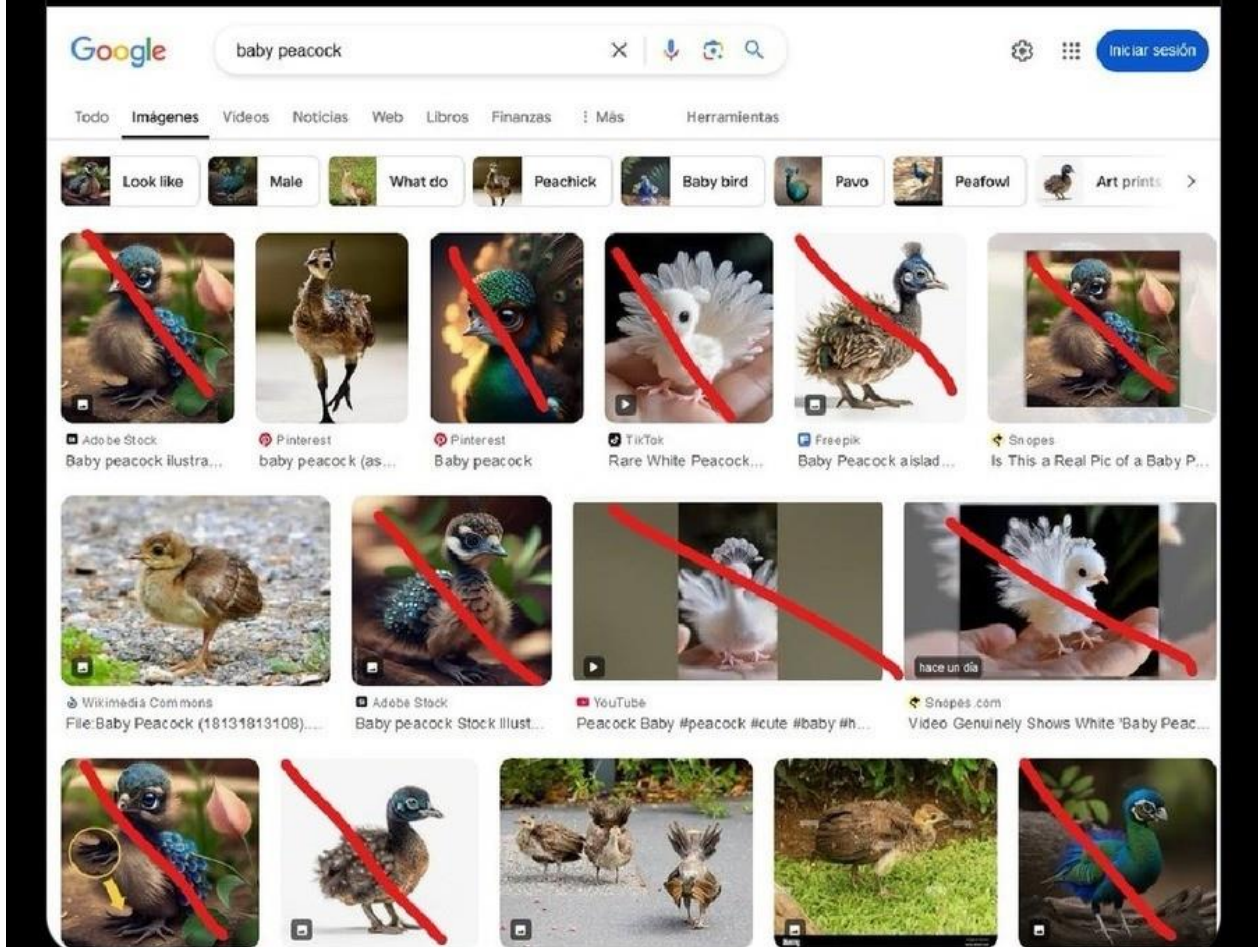 Google
baby peacock
Iniciar sesión
Todo Imágenes Videos Noticias Web Libros Finanzas Más Herramientas
Look like Male What do Peachick Baby bird Pavo Peafowl Art prints
Adobe Stock Pinterest Pinterest TikTok Freepik Snopes
Baby peacock ilustra... baby peacock (as... Baby peacock Rare White Peacock... Baby Peacock aislad... Is This a Real Pic of a Baby P...
hace un día
Wikimedia Commons Adobe Stock YouTube Snopes.com
File:Baby Peacock (18131813108).... Baby peacock Stock Illust... Peacock Baby #peacock #cute #baby #h... Video Genuinely Shows White 'Baby Peac...